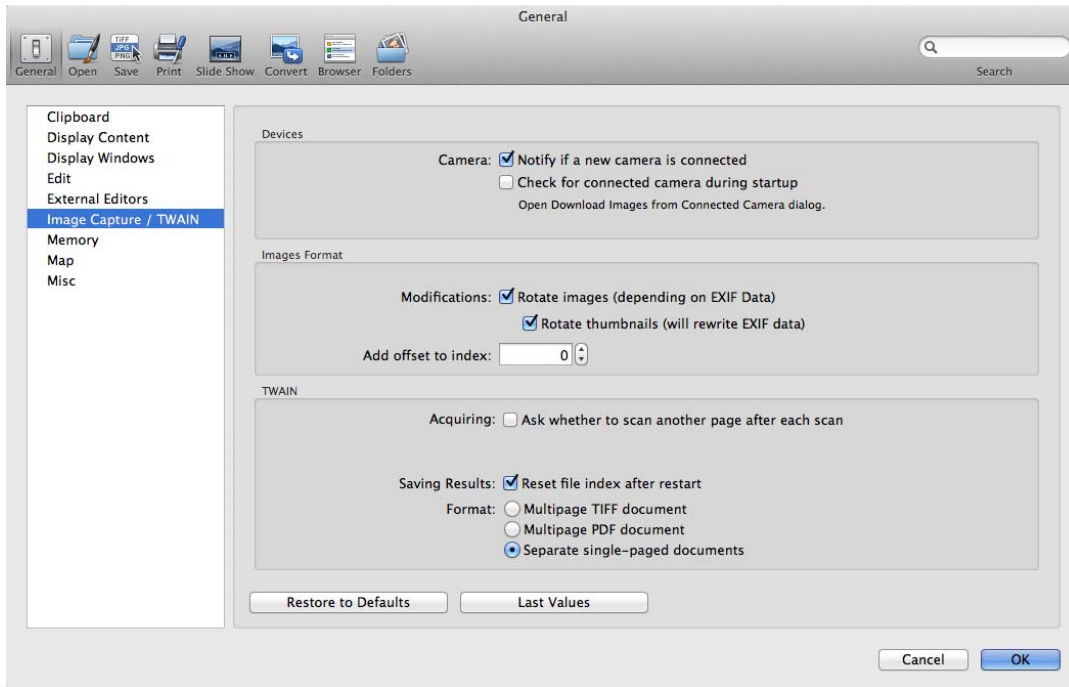 General
TIFF
JPG
PNG
General Open Save Print Slide Show Convert Browser Folders
Search
Clipboard
Display Content
Display Windows
Edit
External Editors
Image Capture / TWAIN
Memory
Map
Misc
Devices
Camera: Notify if a new camera is connected
Check for connected camera during startup
Open Download Images from Connected Camera dialog.
Images Format
Modifications: Rotate images (depending on EXIF Data)
Rotate thumbnails (will rewrite EXIF data)
Add offset to index: 0
TWAIN
Acquiring: Ask whether to scan another page after each scan
Saving Results: Reset file index after restart
Format: Multipage TIFF document
Multipage PDF document
Separate single-paged documents
Restore to Defaults Last Values
Cancel OK